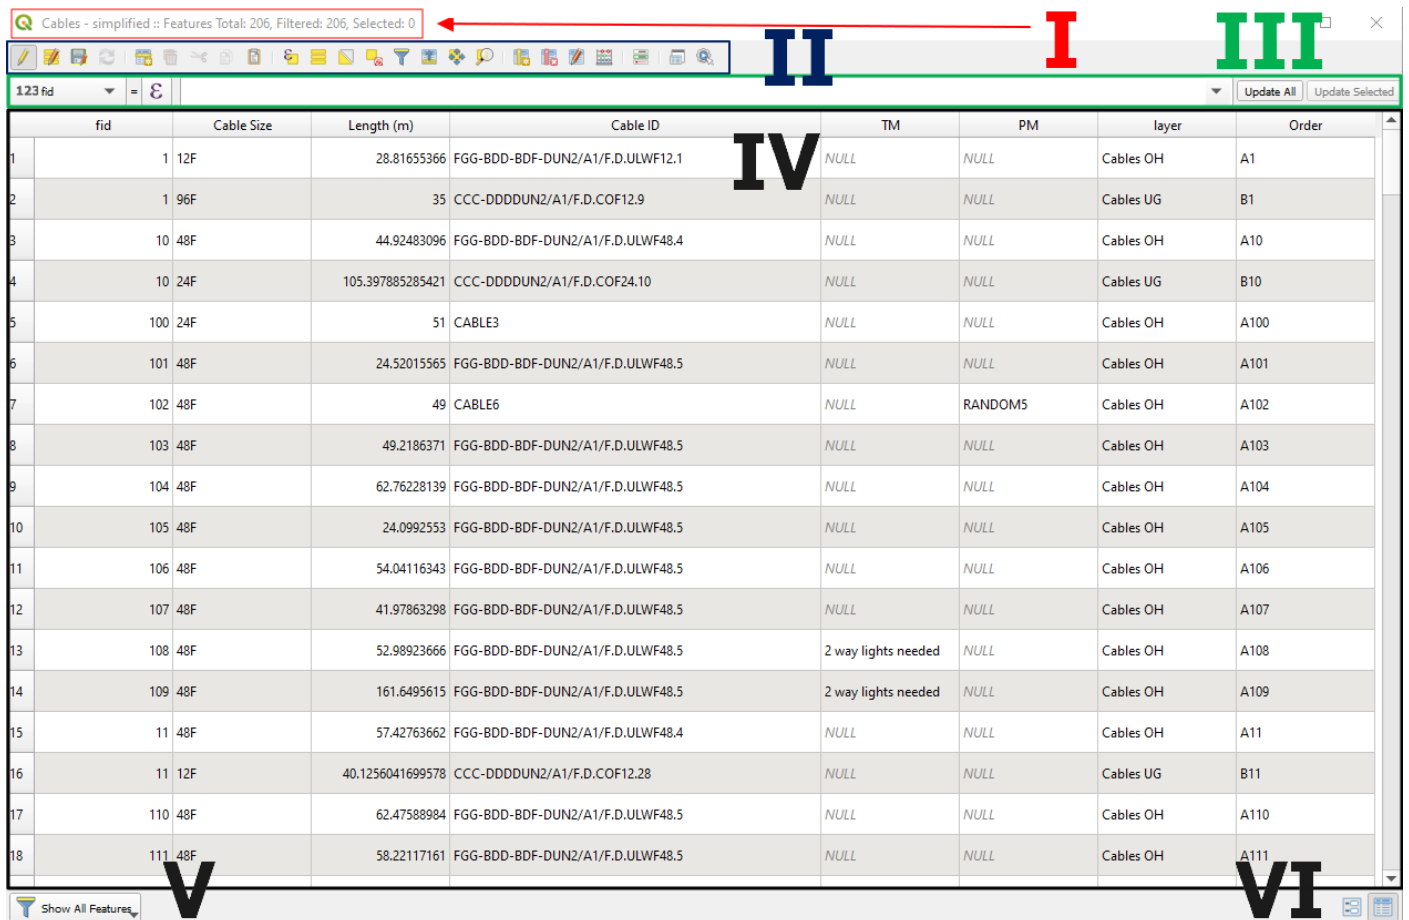 Cables - simplified :: Features Total: 206, Filtered: 206, Selected: 0
I
II
III
123 fid = ε Update All Update Selected
fid Cable Size Length (m) Cable ID TM PM layer Order
IV
1 1 12F 28.81655366 FGG-BDD-BDF-DUN2/A1/F.D.ULWF12.1 NULL NULL Cables OH A1
2 1 96F 35 CCC-DDDDUN2/A1/F.D.COF12.9 NULL NULL Cables UG B1
3 10 48F 44.92483096 FGG-BDD-BDF-DUN2/A1/F.D.ULWF48.4 NULL NULL Cables OH A10
4 10 24F 105.397885285421 CCC-DDDDUN2/A1/F.D.COF24.10 NULL NULL Cables UG B10
5 100 24F 51 CABLE3 NULL NULL Cables OH A100
6 101 48F 24.52015565 FGG-BDD-BDF-DUN2/A1/F.D.ULWF48.5 NULL NULL Cables OH A101
7 102 48F 49 CABLE6 NULL RANDOM5 Cables OH A102
8 103 48F 49.2186371 FGG-BDD-BDF-DUN2/A1/F.D.ULWF48.5 NULL NULL Cables OH A103
9 104 48F 62.76228139 FGG-BDD-BDF-DUN2/A1/F.D.ULWF48.5 NULL NULL Cables OH A104
10 105 48F 24.0992553 FGG-BDD-BDF-DUN2/A1/F.D.ULWF48.5 NULL NULL Cables OH A105
11 106 48F 54.04116343 FGG-BDD-BDF-DUN2/A1/F.D.ULWF48.5 NULL NULL Cables OH A106
12 107 48F 41.97863298 FGG-BDD-BDF-DUN2/A1/F.D.ULWF48.5 NULL NULL Cables OH A107
13 108 48F 52.98923666 FGG-BDD-BDF-DUN2/A1/F.D.ULWF48.5 2 way lights needed NULL Cables OH A108
14 109 48F 161.6495615 FGG-BDD-BDF-DUN2/A1/F.D.ULWF48.5 2 way lights needed NULL Cables OH A109
15 11 48F 57.42763662 FGG-BDD-BDF-DUN2/A1/F.D.ULWF48.4 NULL NULL Cables OH A11
16 11 12F 40.1256041699578 CCC-DDDDUN2/A1/F.D.COF12.28 NULL NULL Cables UG B11
17 110 48F 62.47588984 FGG-BDD-BDF-DUN2/A1/F.D.ULWF48.5 NULL NULL Cables OH A110
18 111 48F 58.22117161 FGG-BDD-BDF-DUN2/A1/F.D.ULWF48.5 NULL NULL Cables OH A111
Show All Features
V
VI